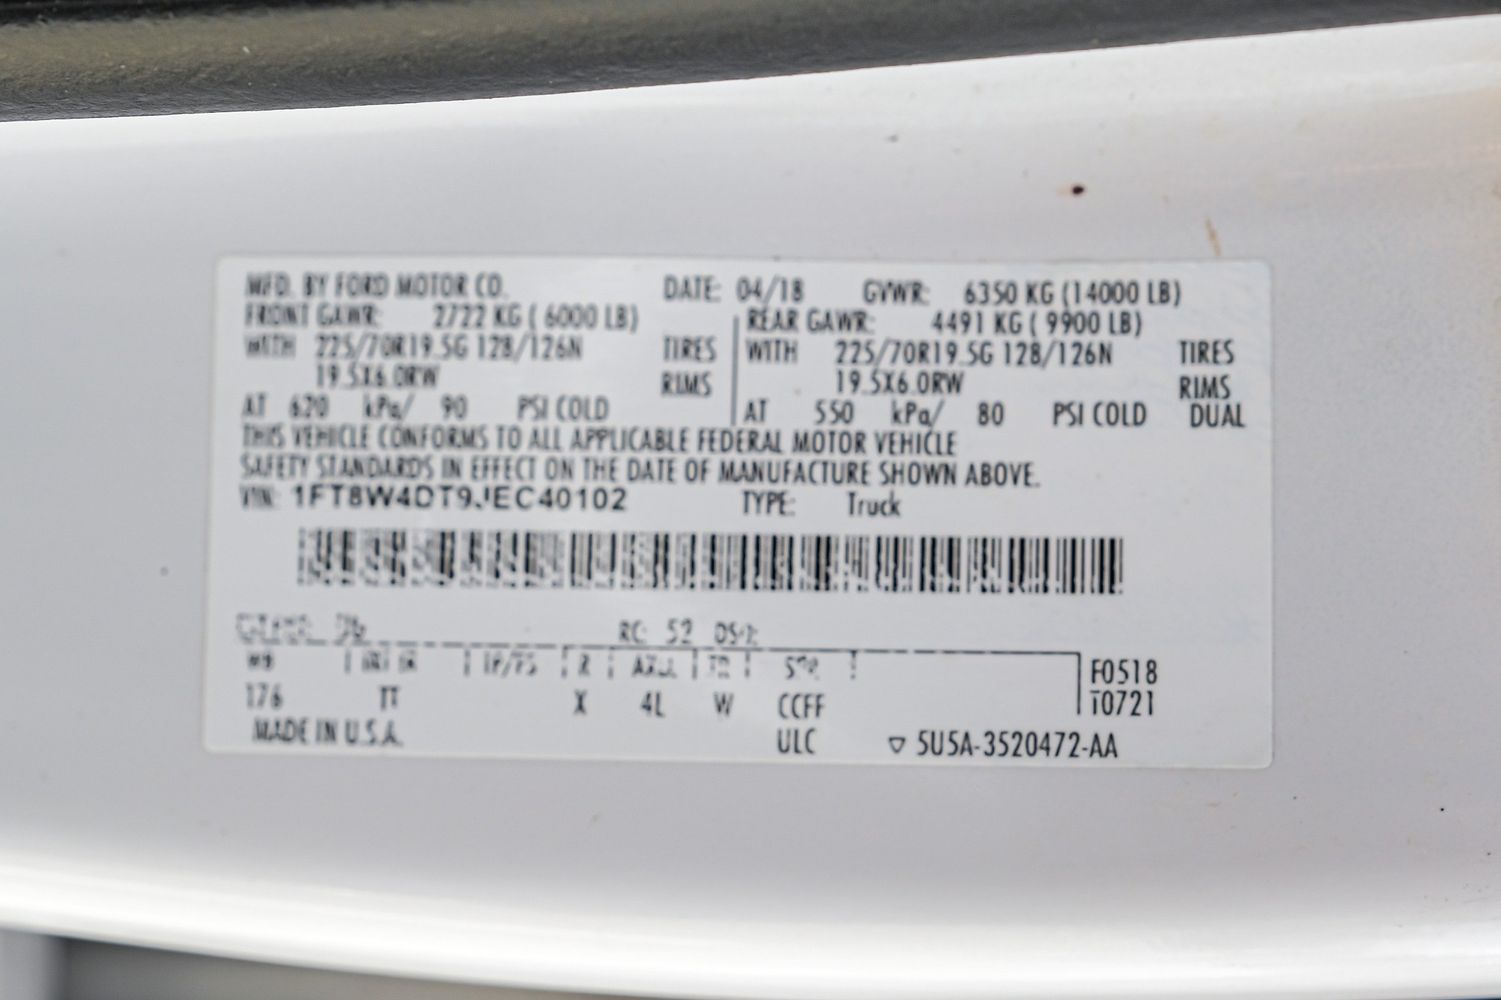 MFD. BY FORD MOTOR CO. DATE: 04/18 GVWR: 6350 KG (14000 LB)
FRONT GAWR: 2722 KG ( 6000 LB) REAR GAWR: 4491 KG ( 9900 LB)
WITH 225/70R19.5G 128/126N TIRES WITH 225/70R19.5G 128/126N TIRES
19.5X6.0RW RIMS 19.5X6.0RW RIMS
AT 620 kPa/ 90 PSI COLD AT 550 kPa/ 80 PSI COLD DUAL
THIS VEHICLE CONFORMS TO ALL APPLICABLE FEDERAL MOTOR VEHICLE
SAFETY STANDARDS IN EFFECT ON THE DATE OF MANUFACTURE SHOWN ABOVE.
VIN: 1FT8W4DT9JEC40102 TYPE: Truck
RC: 52 DSO:
WB TP/PS R AXLE F0518
176 TT X 4L W CCFF T0721
MADE IN U.S.A. ULC ▽ 5U5A-3520472-AA